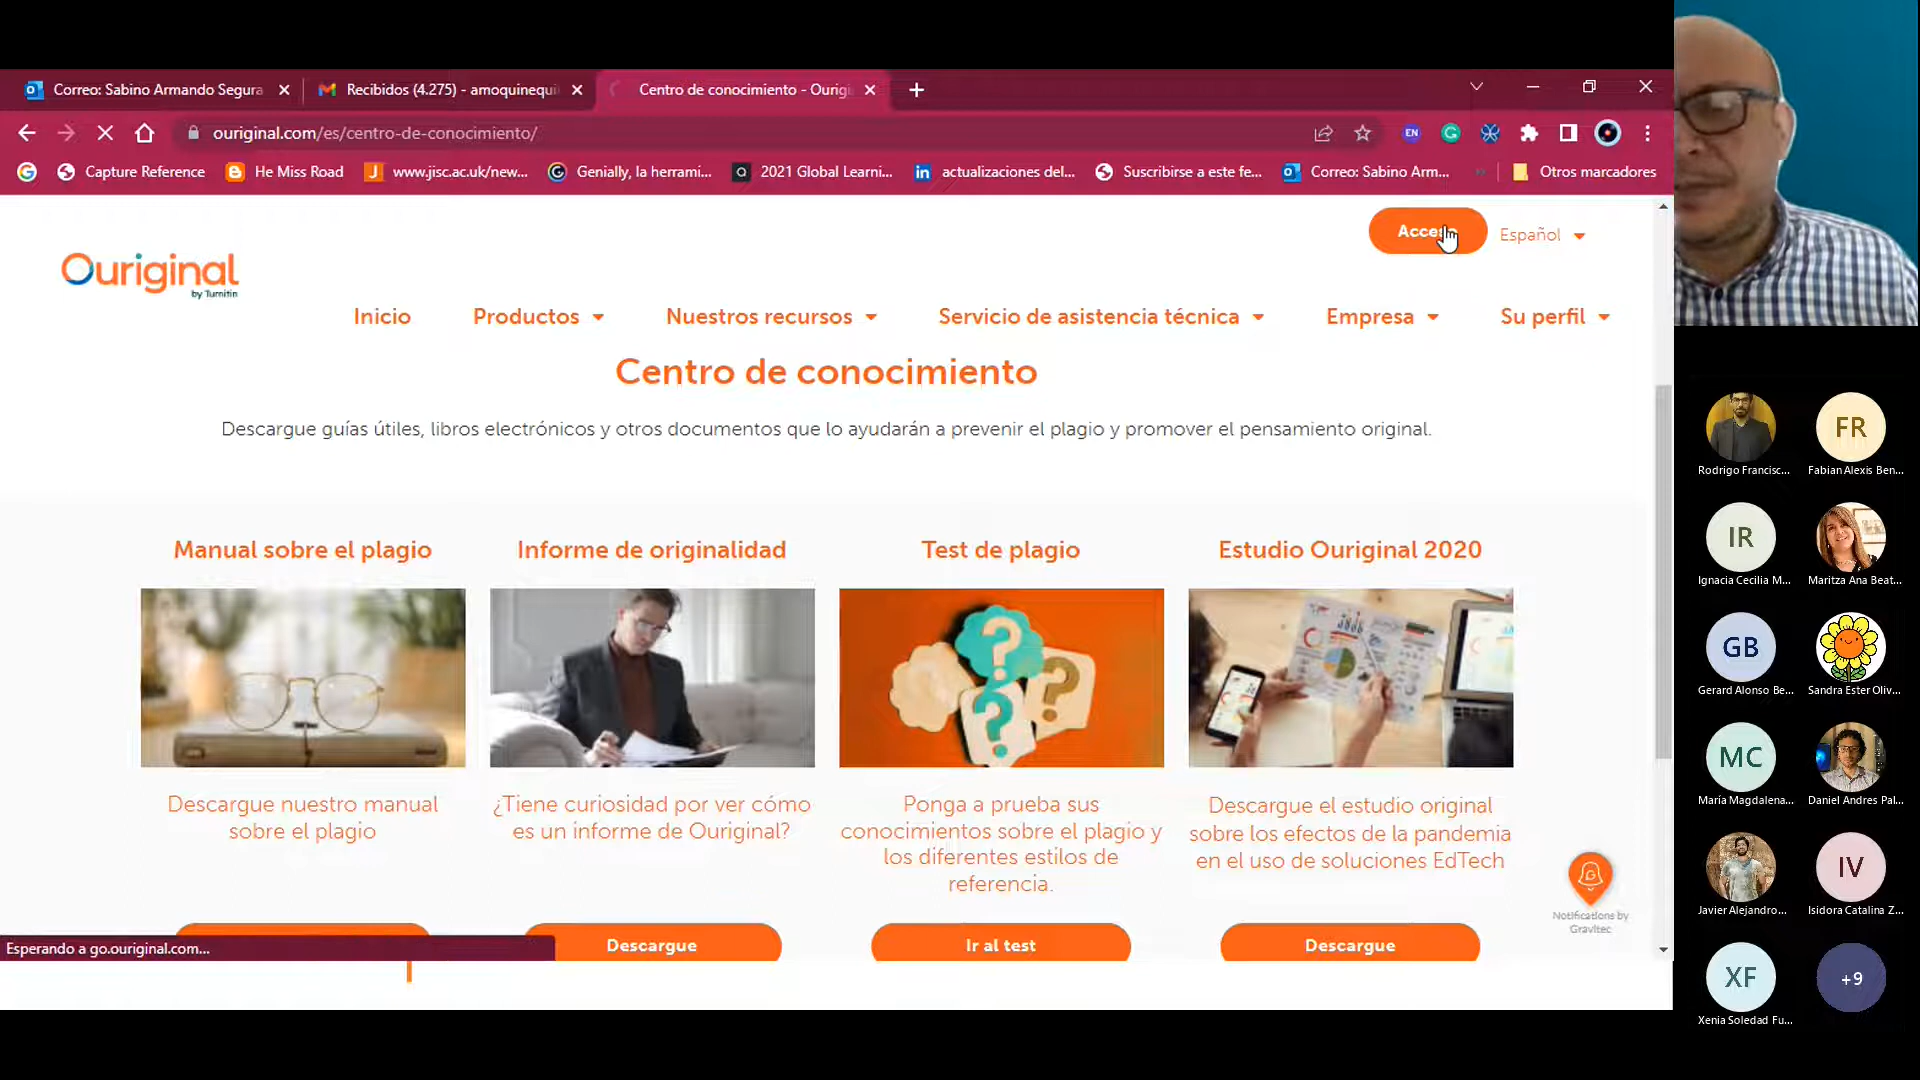 Correo: Sabino Armando Segura
Recibidos (4.275) - amoquinequi
Centro de conocimiento - Ourigi
ouriginal.com/es/centro-de-conocimiento/
EN
Capture Reference
He Miss Road
www.jisc.ac.uk/new...
Genially, la herrami...
2021 Global Learni...
actualizaciones del...
Suscribirse a este fe...
Correo: Sabino Arm...
Otros marcadores
Español
Ouriginal
by Turnitin
Inicio
Productos
Nuestros recursos
Servicio de asistencia técnica
Empresa
Su perfil
Centro de conocimiento
Descargue guías útiles, libros electrónicos y otros documentos que lo ayudarán a prevenir el plagio y promover el pensamiento original.
Manual sobre el plagio
Informe de originalidad
Test de plagio
Estudio Ouriginal 2020
Descargue nuestro manual
sobre el plagio
¿Tiene curiosidad por ver cómo
es un informe de Ouriginal?
Ponga a prueba sus
conocimientos sobre el plagio y
los diferentes estilos de
referencia.
Descargue el estudio original
sobre los efectos de la pandemia
en el uso de soluciones EdTech
Notifications by
Gravitec
Descargue
Ir al test
Descargue
Esperando a go.ouriginal.com...
FR
Rodrigo Francisc...
Fabian Alexis Ben...
IR
Ignacia Cecilia M...
Maritza Ana Beat...
GB
Gerard Alonso Be...
Sandra Ester Oliv...
MC
María Magdalena...
Daniel Andres Pal...
IV
Javier Alejandro...
Isidora Catalina Z...
XF
+9
Xenia Soledad Fu...